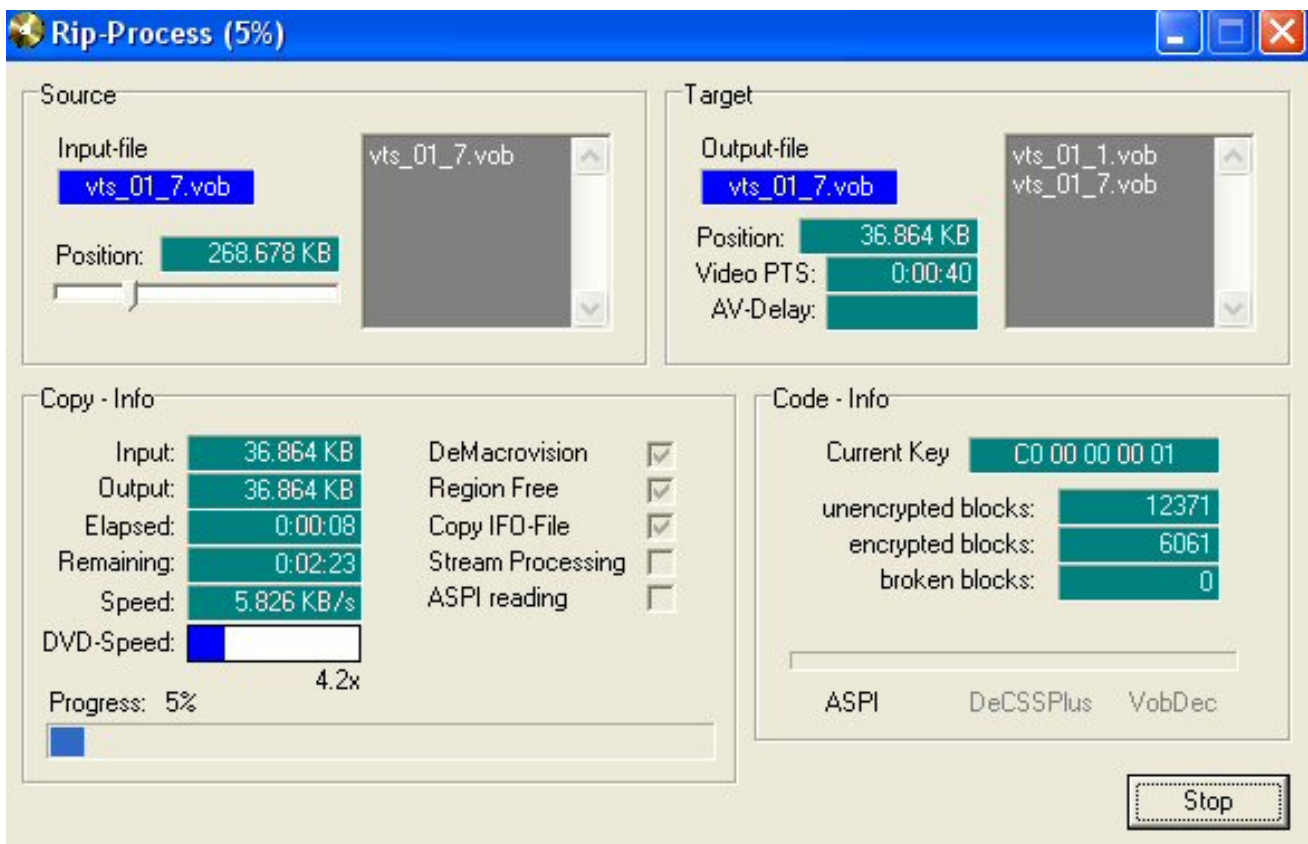 Rip-Process (5%)
Source
Input-file
vts_01_7.vob
Position: 268.678 KB
vts_01_7.vob
Target
Output-file
vts_01_7.vob
Position: 36.864 KB
Video PTS: 0:00:40
AV-Delay:
vts_01_1.vob
vts_01_7.vob
Copy - Info
Input: 36.864 KB
Output: 36.864 KB
Elapsed: 0:00:08
Remaining: 0:02:23
Speed: 5.826 KB/s
DVD-Speed:
4.2x
DeMacrovision
Region Free
Copy IFO-File
Stream Processing
ASPI reading
Progress: 5%
Code - Info
Current Key C0 00 00 00 01
unencrypted blocks: 12371
encrypted blocks: 6061
broken blocks: 0
ASPI DeCSSPlus VobDec
Stop